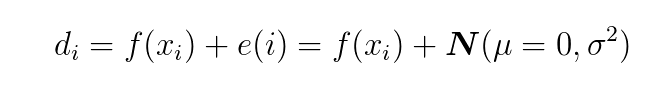 dᵢ = f(xᵢ) + e(i) = f(xᵢ) + N(μ = 0, σ²)